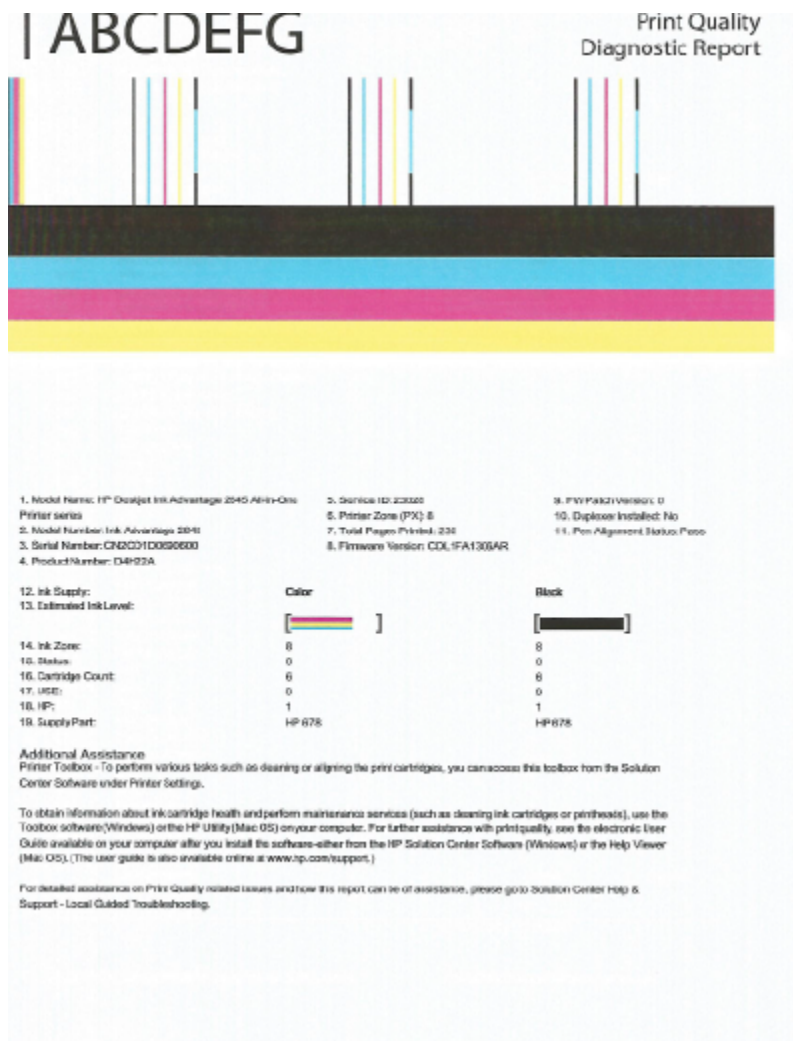 | ABCDEFG
Print Quality
Diagnostic Report
1. Model Name: HP Deskjet Ink Advantage 2645 All-in-One
Printer series
2. Model Number: Ink Advantage
3. Serial Number:
4. Product Number: D4H22A
5. Service ID:
6. Printer Zone (PX): 8
7. Total Pages Printed:
8. Firmware Version:
9. FW Patch Version: 0
10. Duplexer Installed: No
11. Pen Alignment Status: Pass
12. Ink Supply: Color Black
13. Estimated Ink Level:
14. Ink Zone: 8 8
15. Status: 0 0
16. Cartridge Count: 6 6
17. USE: 0 0
18. HP: 1 1
19. Supply Part: HP 678 HP 678
Additional Assistance
Printer Toolbox - To perform various tasks such as cleaning or aligning the print cartridges, you can access this toolbox from the Solution
Center Software under Printer Settings.
To obtain information about ink cartridge health and perform maintenance services (such as cleaning ink cartridges or printheads), use the
Toolbox software (Windows) or the HP Utility (Mac OS) on your computer. For further assistance with print quality, see the electronic User
Guide available on your computer after you install the software-either from the HP Solution Center Software (Windows) or the Help Viewer
(Mac OS). (The user guide is also available online at www.hp.com/support.)
For detailed assistance on Print Quality related issues and how this report can be of assistance, please go to Solution Center Help &
Support - Local Guided Troubleshooting.